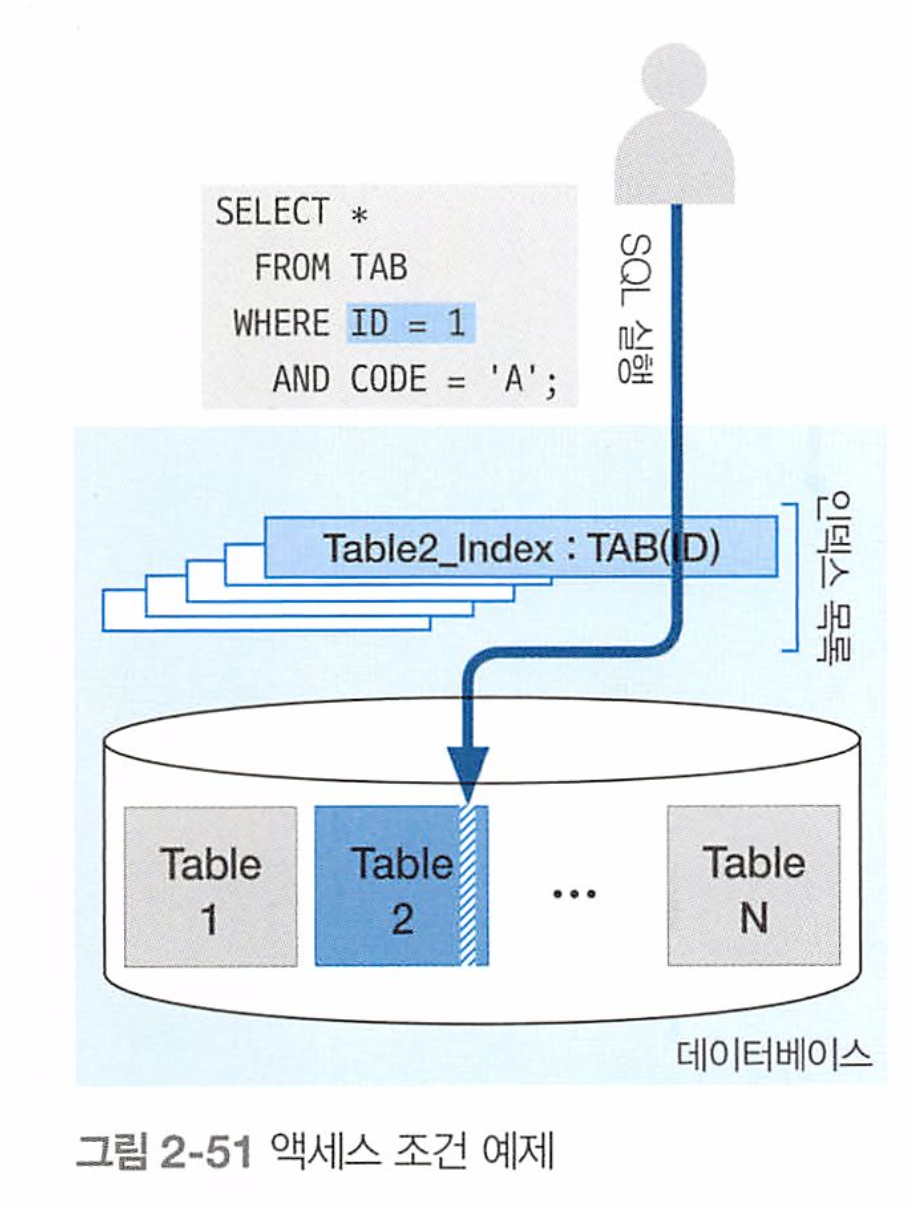 SELECT *
FROM TAB
WHERE ID = 1
AND CODE = 'A';
SQL 실행
Table2_Index : TAB(ID)
인덱스 목록
Table
1
Table
2
...
Table
N
데이터베이스
그림 2-51 액세스 조건 예제